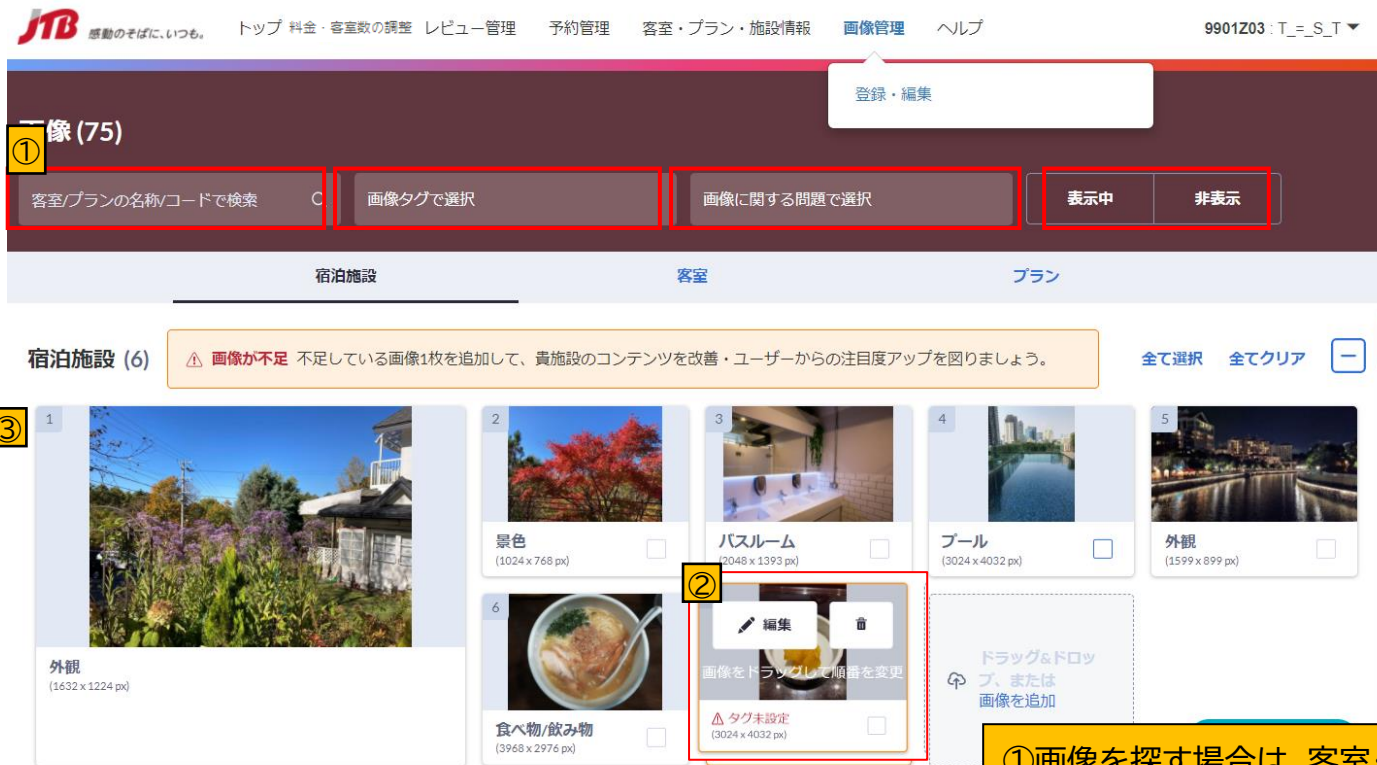 JTB 感動のそばに、いつも。 トップ 料金・客室数の調整 レビュー管理 予約管理 客室・プラン・施設情報 画像管理 ヘルプ 9901Z03 : T_=_S_T
登録・編集
像 (75)
①
客室/プランの名称/コードで検索 画像タグで選択 画像に関する問題で選択 表示中 非表示
宿泊施設 客室 プラン
宿泊施設 (6) 画像が不足 不足している画像1枚を追加して、貴施設のコンテンツを改善・ユーザーからの注目度アップを図りましょう。 全て選択 全てクリア
③
1 2 3 4 5
景色 バスルーム プール 外観
(1024 x 768 px) (2048 x 1393 px) (3024 x 4032 px) (1599 x 899 px)
②
6 編集
画像をドラッグして順番を変更
ドラッグ&ドロッ
プ、または
画像を追加
外観
(1632 x 1224 px)
食べ物/飲み物 タグ未設定
(3968 x 2976 px) (3024 x 4032 px)
①画像を探す場合は、客室